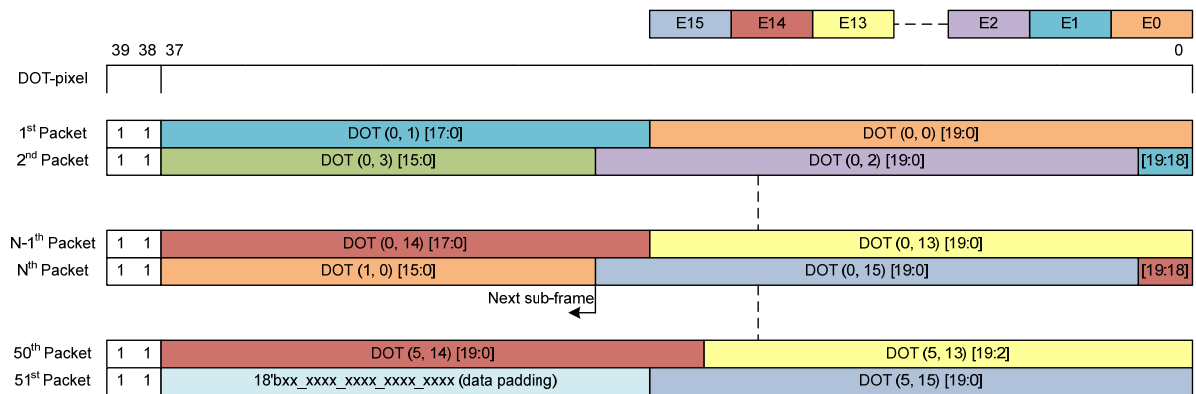 E15 E14 E13 E2 E1 E0
39 38 37 0
DOT-pixel
1st Packet 1 1 DOT (0, 1) [17:0] DOT (0, 0) [19:0]
2nd Packet 1 1 DOT (0, 3) [15:0] DOT (0, 2) [19:0] [19:18]
N-1th Packet 1 1 DOT (0, 14) [17:0] DOT (0, 13) [19:0]
Nth Packet 1 1 DOT (1, 0) [15:0] DOT (0, 15) [19:0] [19:18]
Next sub-frame
50th Packet 1 1 DOT (5, 14) [19:0] DOT (5, 13) [19:2]
51st Packet 1 1 18'bxx_xxxx_xxxx_xxxx_xxxx (data padding) DOT (5, 15) [19:0]